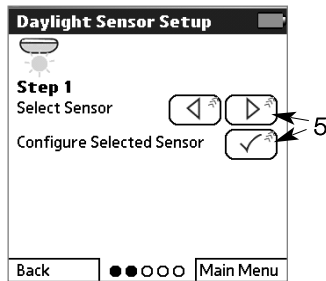 Daylight Sensor Setup
Step 1
Select Sensor
Configure Selected Sensor
5
Back
Main Menu